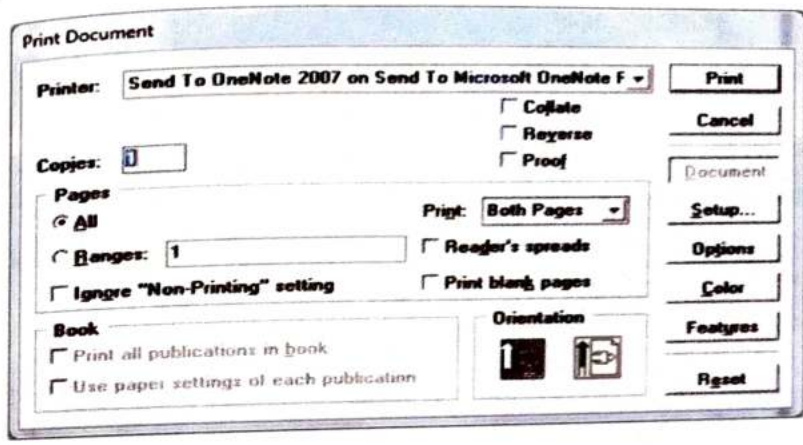 Print Document
Printer: Send To OneNote 2007 on Send To Microsoft OneNote F
Print
Collate
Reverse
Cancel
Copies: 1
Proof
Document
Pages
All
Print: Both Pages
Setup...
Ranges: 1
Reader's spreads
Options
Ignore "Non-Printing" setting
Print blank pages
Color
Book
Orientation
Features
Print all publications in book
Use paper settings of each publication
Reset